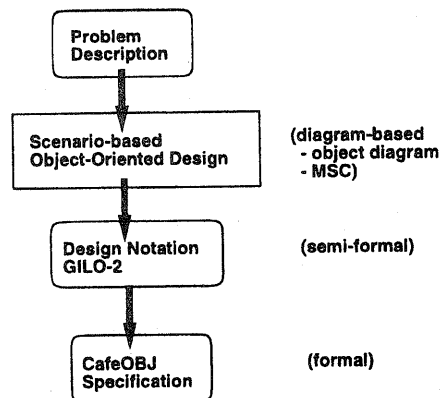 Problem
Description
Scenario-based
Object-Oriented Design
(diagram-based
- object diagram
- MSC)
Design Notation
GILO-2
(semi-formal)
CafeOBJ
Specification
(formal)